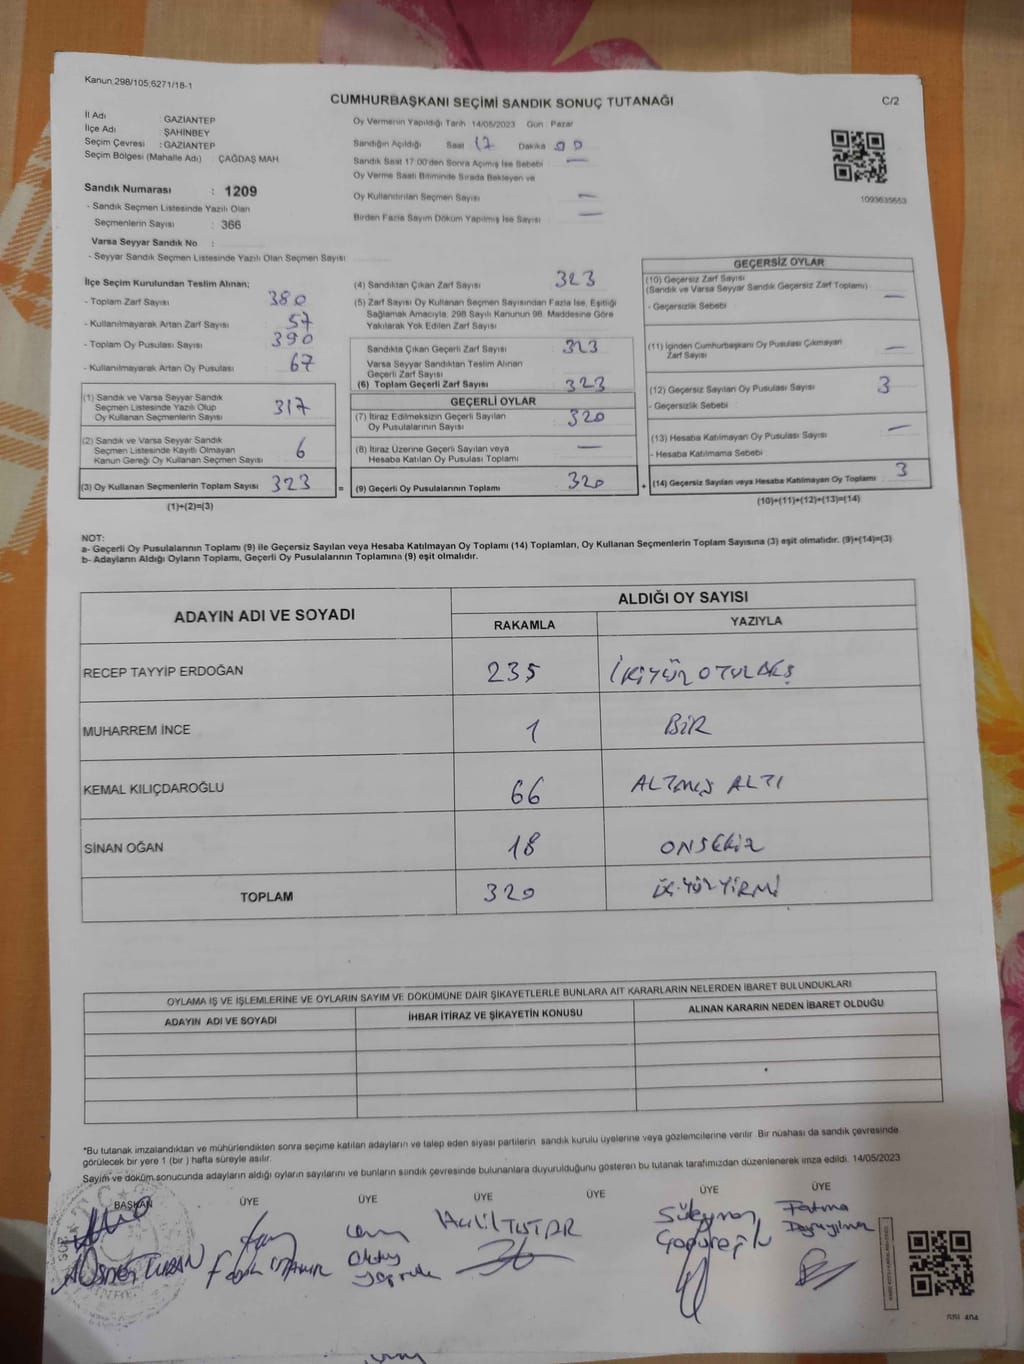 Kanun:298/105;6271/18-1
CUMHURBAŞKANI SEÇİMİ SANDIK SONUÇ TUTANAĞI
C/2
İl Adı : GAZİANTEP
İlçe Adı : ŞAHİNBEY
Seçim Çevresi : GAZİANTEP
Seçim Bölgesi (Mahalle Adı) : ÇAĞDAŞ MAH
Sandık Numarası : 1209
- Sandık Seçmen Listesinde Yazılı Olan
Seçmenlerin Sayısı : 366
Varsa Seyyar Sandık No :
- Seyyar Sandık Seçmen Listesinde Yazılı Olan Seçmen Sayısı:
Oy Vermenin Yapıldığı Tarih 14/05/2023 Gün : Pazar
Sandığın Açıldığı Saat 17 Dakika 00
Sandık Saat 17:00'den Sonra Açılmış İse Sebebi —
Oy Verme Saati Bitiminde Sırada Bekleyen ve
Oy Kullandırılan Seçmen Sayısı —
Birden Fazla Sayım Döküm Yapılmış İse Sayısı —
1093635653
İlçe Seçim Kurulundan Teslim Alınan;
- Toplam Zarf Sayısı 380
- Kullanılmayarak Artan Zarf Sayısı 57
- Toplam Oy Pusulası Sayısı 390
- Kullanılmayarak Artan Oy Pusulası 67
(1) Sandık ve Varsa Seyyar Sandık
Seçmen Listesinde Yazılı Olup
Oy Kullanan Seçmenlerin Sayısı 317
(2) Sandık ve Varsa Seyyar Sandık
Seçmen Listesinde Kayıtlı Olmayan
Kanun Gereği Oy Kullanan Seçmen Sayısı 6
(3) Oy Kullanan Seçmenlerin Toplam Sayısı 323
(1)+(2)=(3)
(4) Sandıktan Çıkan Zarf Sayısı 323
(5) Zarf Sayısı Oy Kullanan Seçmen Sayısından Fazla İse, Eşitliği
Sağlamak Amacıyla, 298 Sayılı Kanunun 98. Maddesine Göre
Yakılarak Yok Edilen Zarf Sayısı
Sandıkta Çıkan Geçerli Zarf Sayısı 323
Varsa Seyyar Sandıktan Teslim Alınan
Geçerli Zarf Sayısı
(6) Toplam Geçerli Zarf Sayısı 323
GEÇERLİ OYLAR
(7) İtiraz Edilmeksizin Geçerli Sayılan
Oy Pusulalarının Sayısı 320
(8) İtiraz Üzerine Geçerli Sayılan veya
Hesaba Katılan Oy Pusulası Toplamı —
= (9) Geçerli Oy Pusulalarının Toplamı 320
GEÇERSİZ OYLAR
(10) Geçersiz Zarf Sayısı
(Sandık ve Varsa Seyyar Sandık Geçersiz Zarf Toplamı) —
- Geçersizlik Sebebi
(11) İçinden Cumhurbaşkanı Oy Pusulası Çıkmayan
Zarf Sayısı —
(12) Geçersiz Sayılan Oy Pusulası Sayısı 3
- Geçersizlik Sebebi
(13) Hesaba Katılmayan Oy Pusulası Sayısı —
- Hesaba Katılmama Sebebi
+ (14) Geçersiz Sayılan veya Hesaba Katılmayan Oy Toplamı 3
(10)+(11)+(12)+(13)=(14)
NOT:
a- Geçerli Oy Pusulalarının Toplamı (9) ile Geçersiz Sayılan veya Hesaba Katılmayan Oy Toplamı (14) Toplamları, Oy Kullanan Seçmenlerin Toplam Sayısına (3) eşit olmalıdır. (9)+(14)=(3)
b- Adayların Aldığı Oyların Toplamı, Geçerli Oy Pusulalarının Toplamına (9) eşit olmalıdır.
ADAYIN ADI VE SOYADI ALDIĞI OY SAYISI
RAKAMLA YAZIYLA
RECEP TAYYİP ERDOĞAN 235 İKİYÜZ OTUZ BEŞ
MUHARREM İNCE 1 BİR
KEMAL KILIÇDAROĞLU 66 ALTMIŞ ALTI
SİNAN OĞAN 18 ONSEKİZ
TOPLAM 320 ÜÇ-YÜZ YİRMİ
OYLAMA İŞ VE İŞLEMLERİNE VE OYLARIN SAYIM VE DÖKÜMÜNE DAİR ŞİKAYETLERLE BUNLARA AİT KARARLARIN NELERDEN İBARET BULUNDUKLARI
ADAYIN ADI VE SOYADI İHBAR İTİRAZ VE ŞİKAYETİN KONUSU ALINAN KARARIN NEDEN İBARET OLDUĞU
*Bu tutanak imzalandıktan ve mühürlendikten sonra seçime katılan adayların ve talep eden siyasi partilerin sandık kurulu üyelerine veya gözlemcilerine verilir. Bir nüshası da sandık çevresinde
görülecek bir yere 1 (bir) hafta süreyle asılır.
Sayım ve döküm sonucunda adayların aldığı oyların sayılarını ve bunların sandık çevresinde bulunanlara duyurulduğunu gösteren bu tutanak tarafımızdan düzenlenerek imza edildi. 14/05/2023
BAŞKAN ÜYE ÜYE ÜYE ÜYE ÜYE ÜYE
Halil TUTAR
Süleyman
Fatma